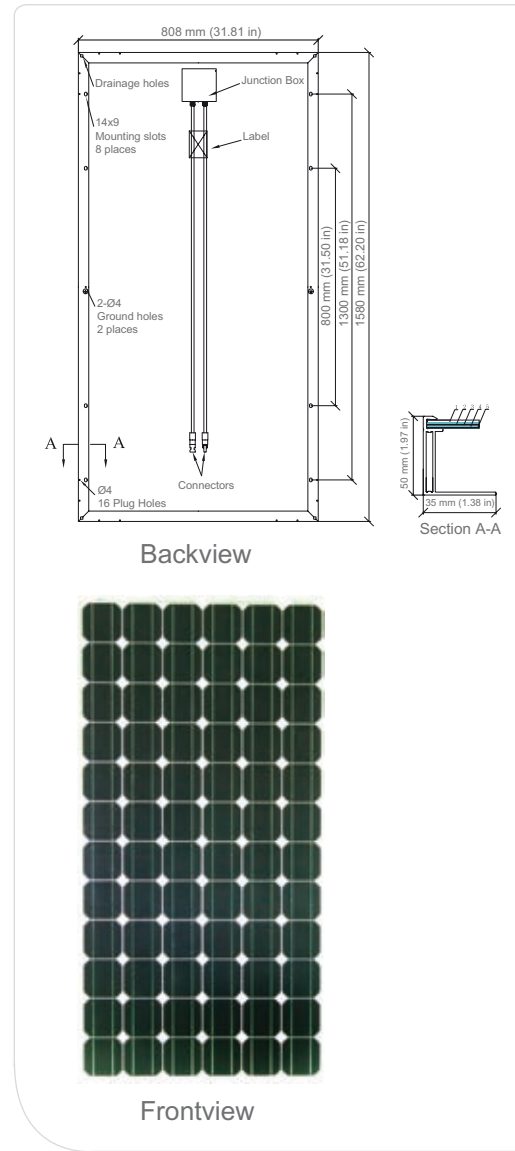 808 mm (31.81 in)
Drainage holes
Junction Box
14x9
Mounting slots
8 places
Label
800 mm (31.50 in)
1300 mm (51.18 in)
1580 mm (62.20 in)
2-Ø4
Ground holes
2 places
A A
Ø4
16 Plug Holes
Connectors
Backview
1 2 3 4 5
50 mm (1.97 in)
35 mm (1.38 in)
Section A-A
Frontview